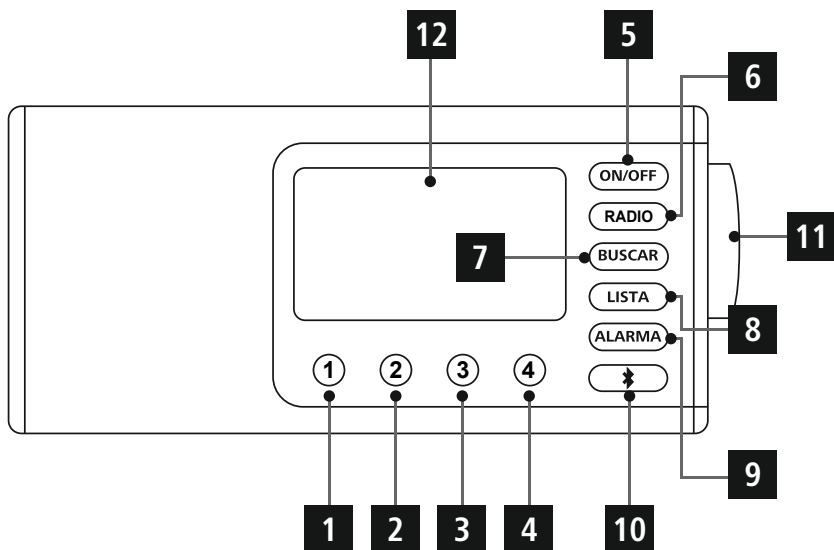 12
5
6
ON/OFF
RADIO
11
7
BUSCAR
LISTA
8
ALARMA
1 2 3 4
9
1 2 3 4 10